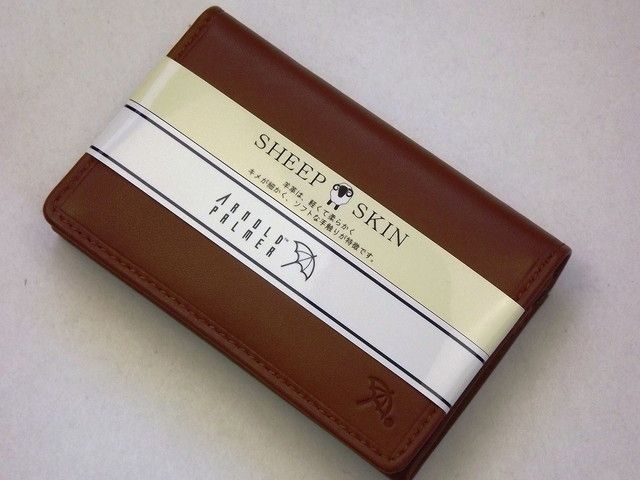 SHEEP SKIN
羊革は、軽くて柔らかく
キメが細かく、ソフトな手触りが特徴です。
ARNOLD™
PALMER